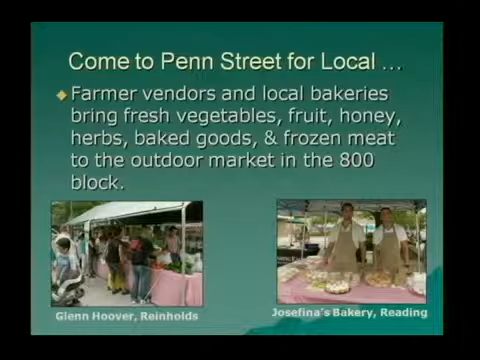 Come to Penn Street for Local …
Farmer vendors and local bakeries
bring fresh vegetables, fruit, honey,
herbs, baked goods, & frozen meat
to the outdoor market in the 800
block.
Glenn Hoover, Reinholds
Josefina's Bakery, Reading